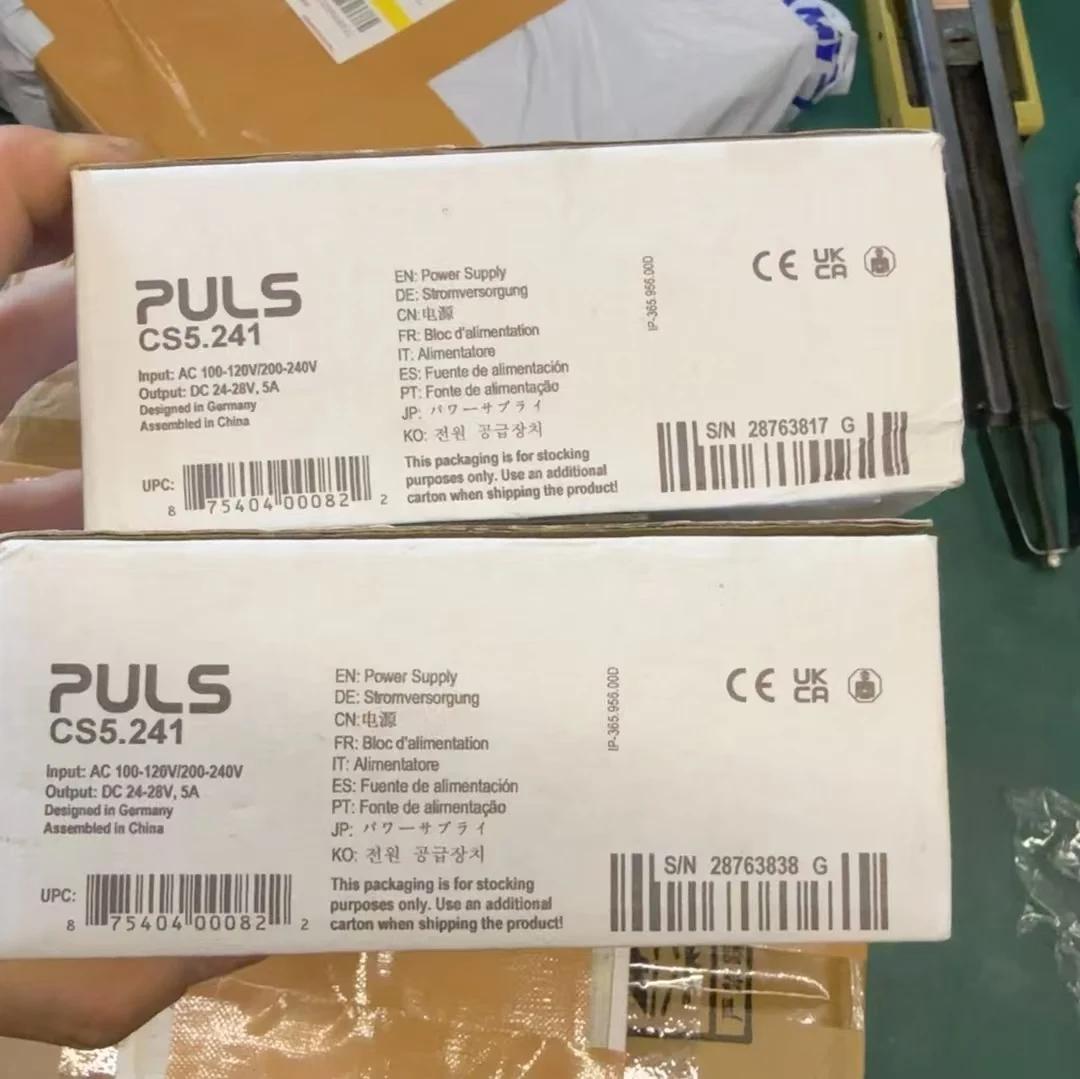 PULS
CS5.241
Input: AC 100-120V/200-240V
Output: DC 24-28V, 5A
Designed in Germany
Assembled in China
UPC:
8 75404 00082 2
EN: Power Supply
DE: Stromversorgung
CN:电源
FR: Bloc d'alimentation
IT: Alimentatore
ES: Fuente de alimentación
PT: Fonte de alimentação
JP: パワーサプライ
KO: 전원 공급장치
This packaging is for stocking
purposes only. Use an additional
carton when shipping the product!
IP-365.956.00D
CE UK
CA
S/N 28763817 G
PULS
CS5.241
Input: AC 100-120V/200-240V
Output: DC 24-28V, 5A
Designed in Germany
Assembled in China
UPC:
8 75404 00082 2
EN: Power Supply
DE: Stromversorgung
CN:电源
FR: Bloc d'alimentation
IT: Alimentatore
ES: Fuente de alimentación
PT: Fonte de alimentação
JP: パワーサプライ
KO: 전원 공급장치
This packaging is for stocking
purposes only. Use an additional
carton when shipping the product!
IP-365.956.00D
CE UK
CA
S/N 28763838 G